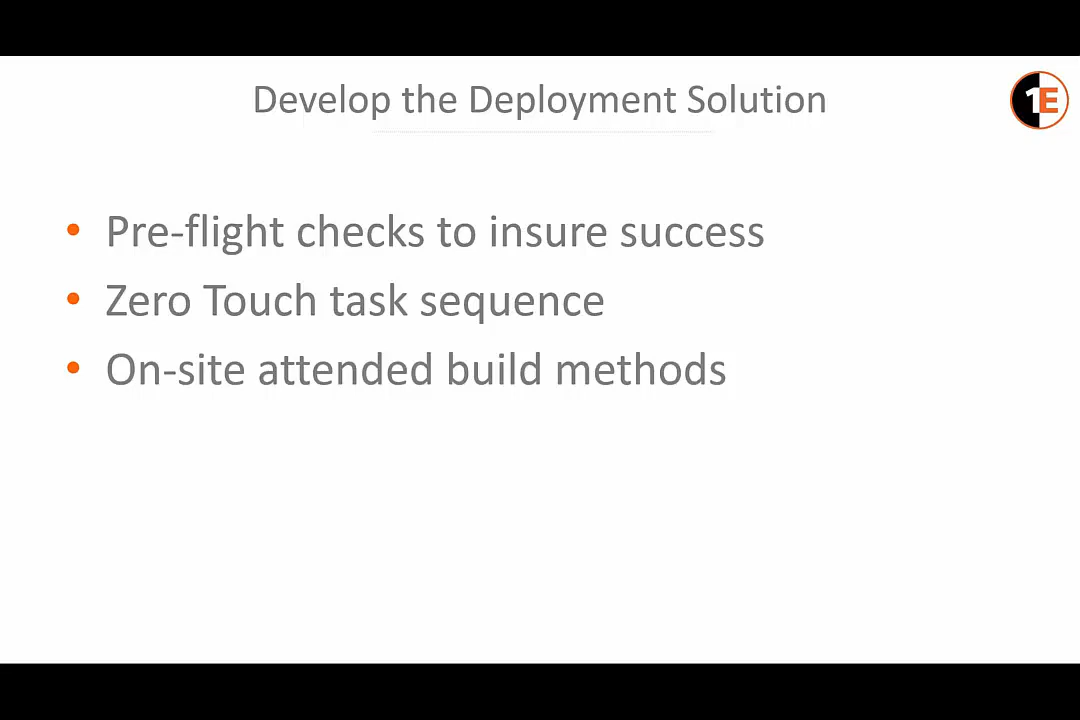 Develop the Deployment Solution
1E
• Pre-flight checks to insure success
• Zero Touch task sequence
• On-site attended build methods